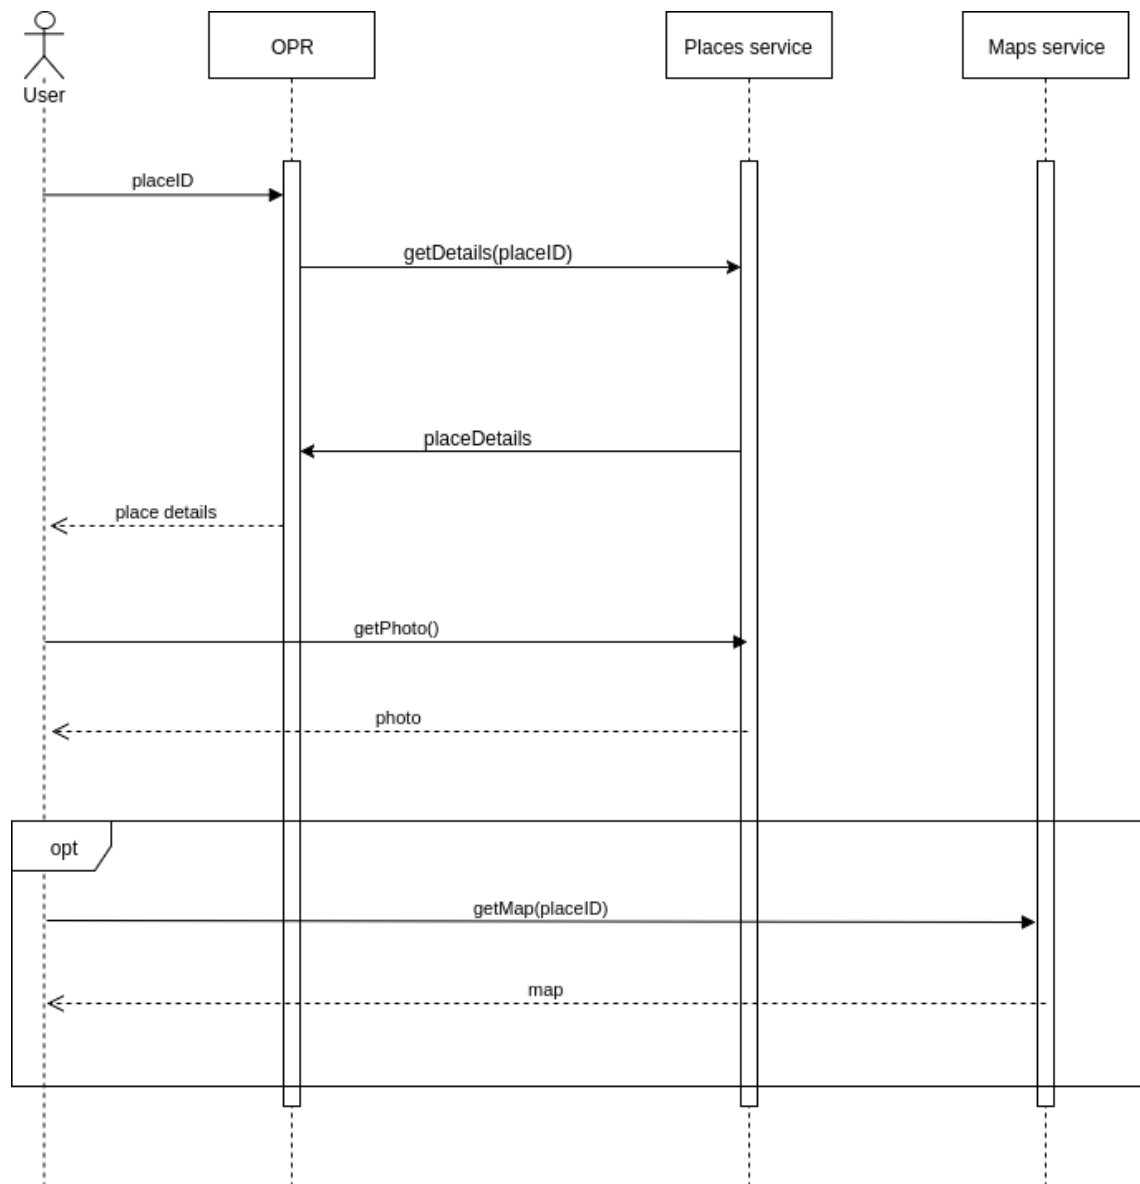 User
OPR
Places service
Maps service
placeID
getDetails(placeID)
placeDetails
place details
getPhoto()
photo
opt
getMap(placeID)
map